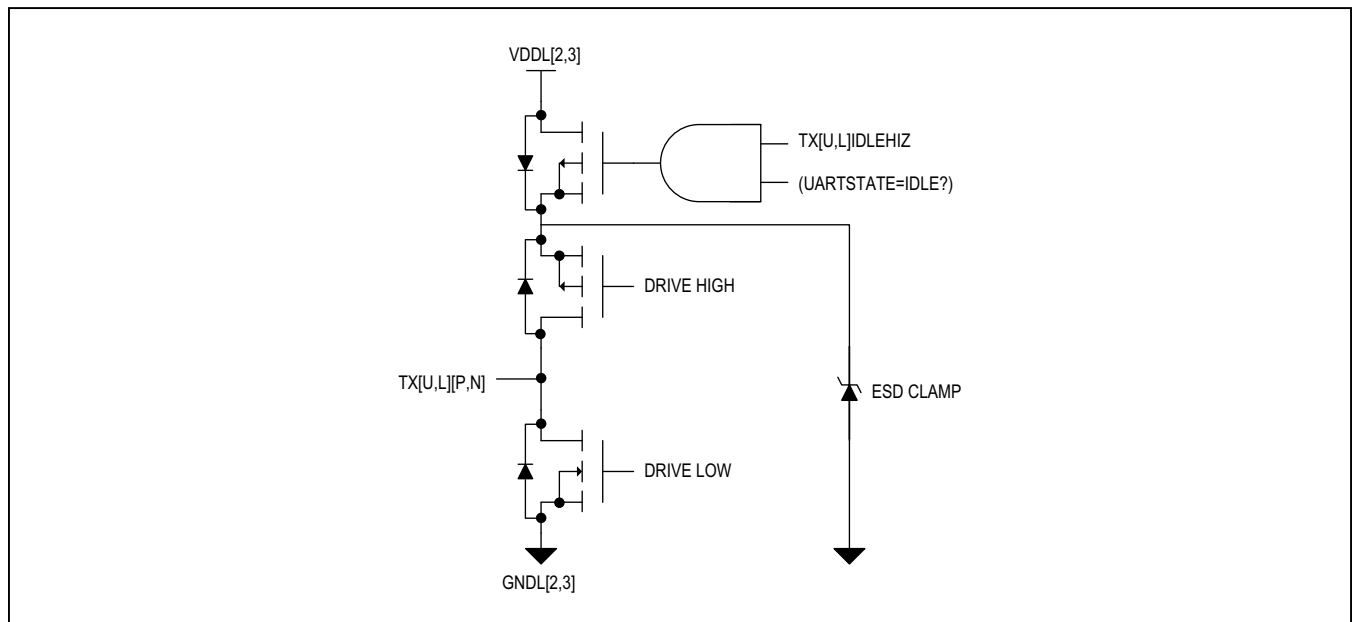 VDDL[2,3]
TX[U,L]IDLEHIZ
(UARTSTATE=IDLE?)
DRIVE HIGH
TX[U,L][P,N]
ESD CLAMP
DRIVE LOW
GNDL[2,3]